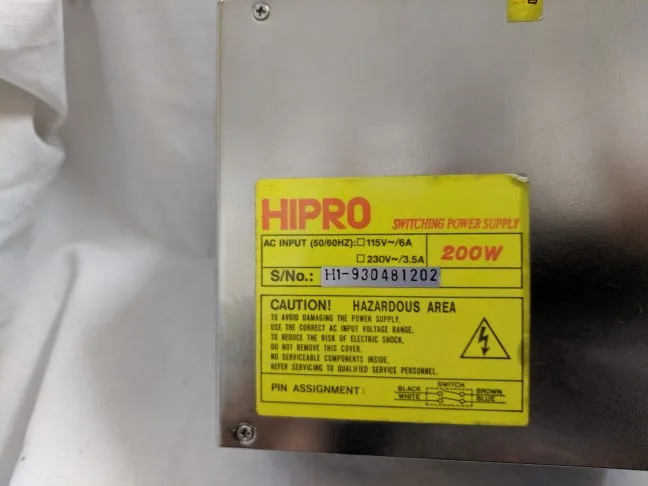 HIPRO SWITCHING POWER SUPPLY
AC INPUT (50/60HZ): 115V~/6A
230V~/3.5A
200W
S/No.: H1-930481202
CAUTION! HAZARDOUS AREA
TO AVOID DAMAGING THE POWER SUPPLY,
USE THE CORRECT AC INPUT VOLTAGE RANGE.
TO REDUCE THE RISK OF ELECTRIC SHOCK,
DO NOT REMOVE THIS COVER.
NO SERVICEABLE COMPONENTS INSIDE.
REFER SERVICING TO QUALIFIED SERVICE PERSONNEL.
PIN ASSIGNMENT:
SWITCH
BLACK BROWN
WHITE BLUE